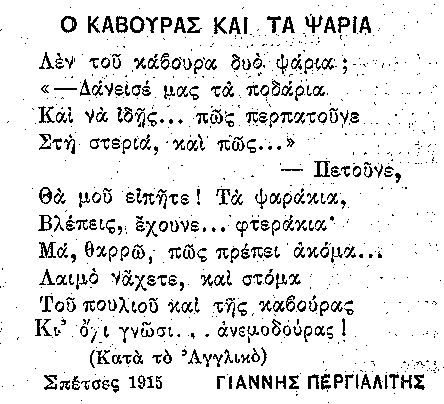 Ο ΚΑΒΟΥΡΑΣ ΚΑΙ ΤΑ ΨΑΡΙΑ
Λὲν τοῦ κάβουρα δυὸ ψάρια ;
«—Δάνεισέ μας τὰ ποδάρια
Καὶ νὰ ἰδῇς... πῶς περπατοῦνε
Στὴ στεριά, καὶ πῶς...»
— Πετοῦνε,
Θὰ μοῦ εἰπῆτε! Τὰ ψαράκια,
Βλέπεις, ἔχουνε... φτεράκια·
Μά, θαρρῶ, πῶς πρέπει ἀκόμα...
Λαιμὸ νἄχετε, καὶ στόμα
Τοῦ πουλιοῦ καὶ τῆς καβούρας
Κι' ὄχι γνῶσι... ἀνεμοδούρας!
(Κατὰ τὸ Ἀγγλικὸ)
Σπέτσες 1915 ΓΙΑΝΝΗΣ ΠΕΡΓΙΑΛΙΤΗΣ